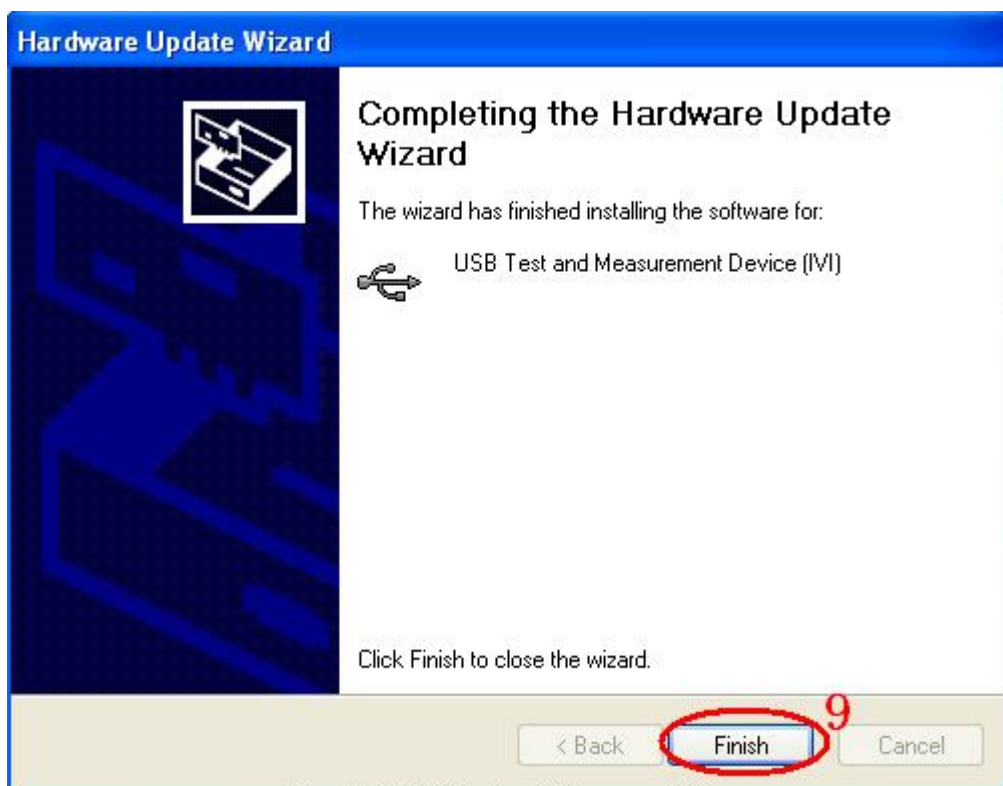 Hardware Update Wizard
Completing the Hardware Update
Wizard
The wizard has finished installing the software for:
USB Test and Measurement Device (IVI)
Click Finish to close the wizard.
9
< Back
Finish
Cancel